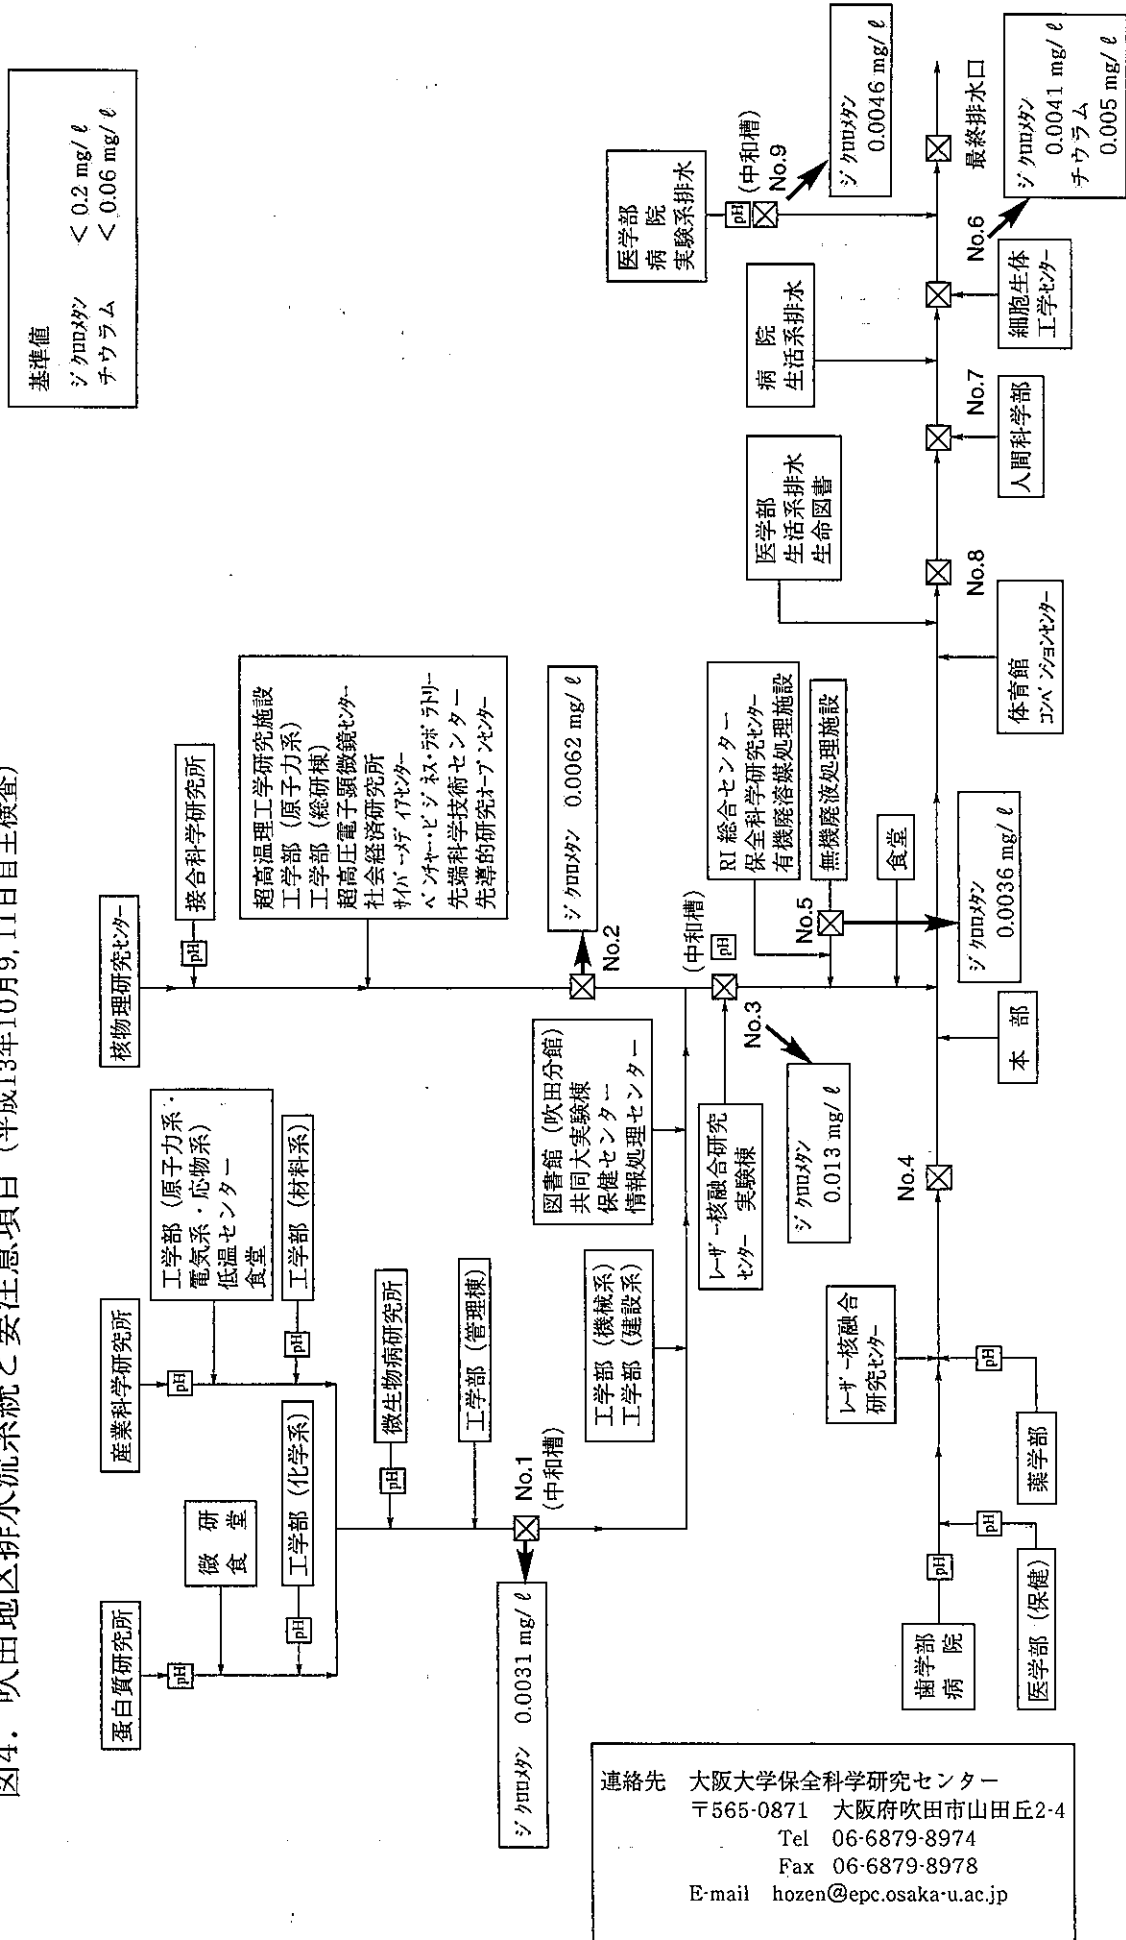 図4. 吹田地区排水流系統と要注意項目（平成13年10月9, 11日自主検査）
基準値
ジクロロメタン ＜0.2 mg/ℓ
チウラム ＜0.06 mg/ℓ
蛋白質研究所
pH
微研
食堂
工学部（化学系）
pH
産業科学研究所
pH
工学部（原子力系・
電気系・応物系）
低温センター
食堂
工学部（材料系）
pH
微生物病研究所
pH
工学部（管理棟）
No.1
（中和槽）
ジクロロメタン 0.0031 mg/ℓ
核物理研究センター
接合科学研究所
pH
超高温理工学研究施設
工学部（原子力系）
工学部（総研棟）
超高圧電子顕微鏡センター
社会経済研究所
サイバーメディアセンター
ベンチャー・ビジネス・ラボラトリー
先端科学技術センター
先導的研究オープンセンター
ジクロロメタン 0.0062 mg/ℓ
No.2
工学部（機械系）
工学部（建設系）
図書館（吹田分館）
共同大実験棟
保健センター
情報処理センター
（中和槽）
pH
No.3
レーザー核融合研究
センター 実験棟
ジクロロメタン
0.013 mg/ℓ
RI 総合センター
保全科学研究センター
有機廃溶媒処理施設
無機廃液処理施設
No.5
食堂
ジクロロメタン
0.0036 mg/ℓ
歯学部
病院
pH
医学部（保健）
pH
レーザー核融合
研究センター
薬学部
pH
No.4
本部
体育館
コンベンションセンター
医学部
生活系排水
生命図書
No.8
人間科学部
No.7
病院
生活系排水
細胞生体
工学センター
No.6
医学部
病院
実験系排水
pH
（中和槽）
No.9
ジクロロメタン
0.0046 mg/ℓ
最終排水口
ジクロロメタン
0.0041 mg/ℓ
チウラム
0.005 mg/ℓ
連絡先 大阪大学保全科学研究センター
〒565-0871 大阪府吹田市山田丘2-4
Tel 06-6879-8974
Fax 06-6879-8978
E-mail hozen@epc.osaka-u.ac.jp